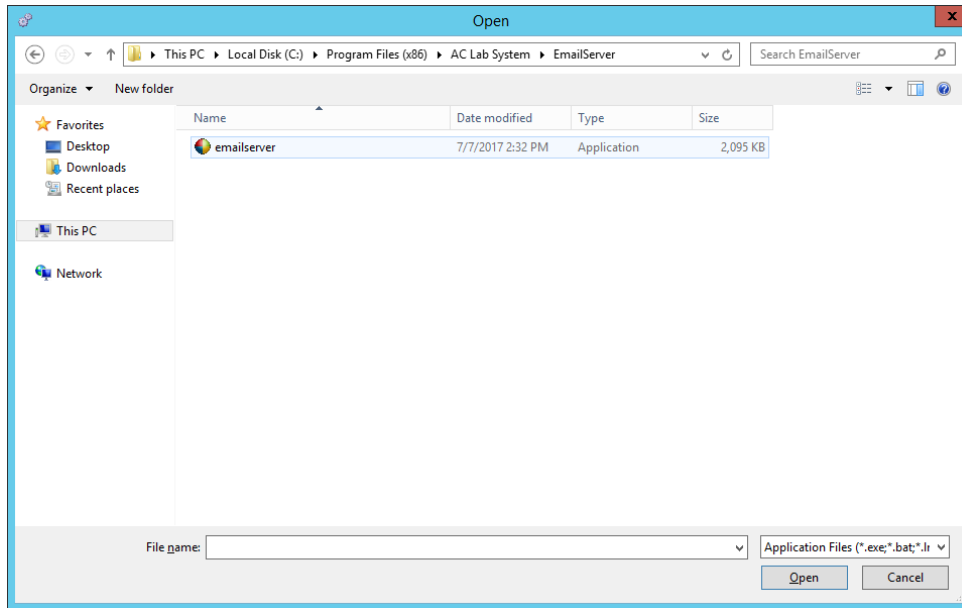 Open
x
This PC Local Disk (C:) Program Files (x86) AC Lab System EmailServer Search EmailServer
Organize New folder
Name Date modified Type Size
Favorites
emailserver 7/7/2017 2:32 PM Application 2,095 KB
Desktop
Downloads
Recent places
This PC
Network
File name: Application Files (*.exe;*.bat;*.lr
Open Cancel